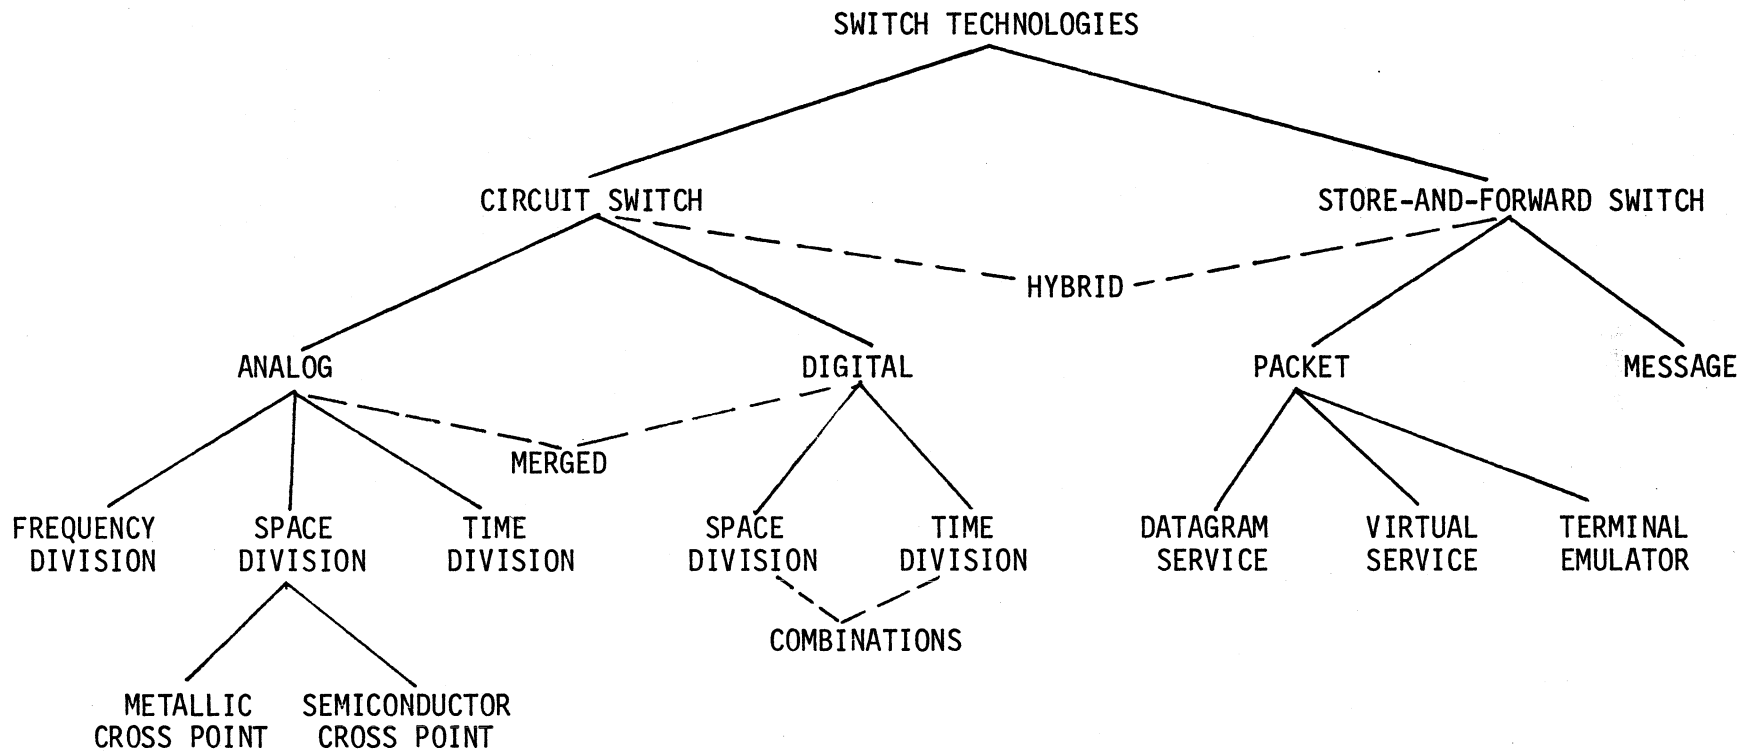 SWITCH TECHNOLOGIES
CIRCUIT SWITCH
STORE-AND-FORWARD SWITCH
HYBRID
ANALOG
DIGITAL
PACKET
MESSAGE
MERGED
FREQUENCY
DIVISION
SPACE
DIVISION
TIME
DIVISION
SPACE
DIVISION
TIME
DIVISION
DATAGRAM
SERVICE
VIRTUAL
SERVICE
TERMINAL
EMULATOR
COMBINATIONS
METALLIC
CROSS POINT
SEMICONDUCTOR
CROSS POINT